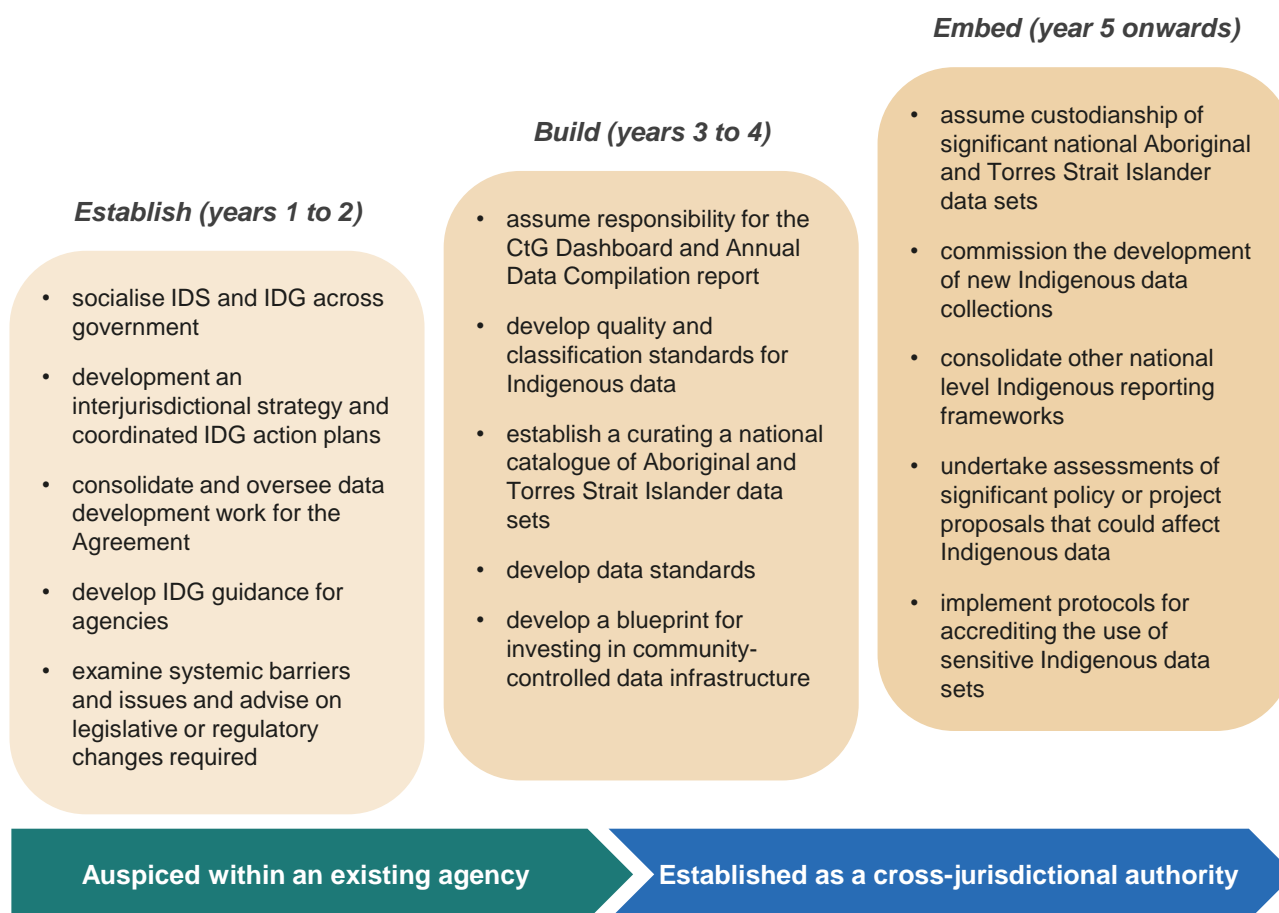 Embed (year 5 onwards)
• assume custodianship of
significant national Aboriginal
and Torres Strait Islander
data sets
• commission the development
of new Indigenous data
collections
• consolidate other national
level Indigenous reporting
frameworks
• undertake assessments of
significant policy or project
proposals that could affect
Indigenous data
• implement protocols for
accrediting the use of
sensitive Indigenous data
sets
Build (years 3 to 4)
• assume responsibility for the
CtG Dashboard and Annual
Data Compilation report
• develop quality and
classification standards for
Indigenous data
• establish a curating a national
catalogue of Aboriginal and
Torres Strait Islander data
sets
• develop data standards
• develop a blueprint for
investing in community-
controlled data infrastructure
Establish (years 1 to 2)
• socialise IDS and IDG across
government
• development an
interjurisdictional strategy and
coordinated IDG action plans
• consolidate and oversee data
development work for the
Agreement
• develop IDG guidance for
agencies
• examine systemic barriers
and issues and advise on
legislative or regulatory
changes required
Auspiced within an existing agency
Established as a cross-jurisdictional authority